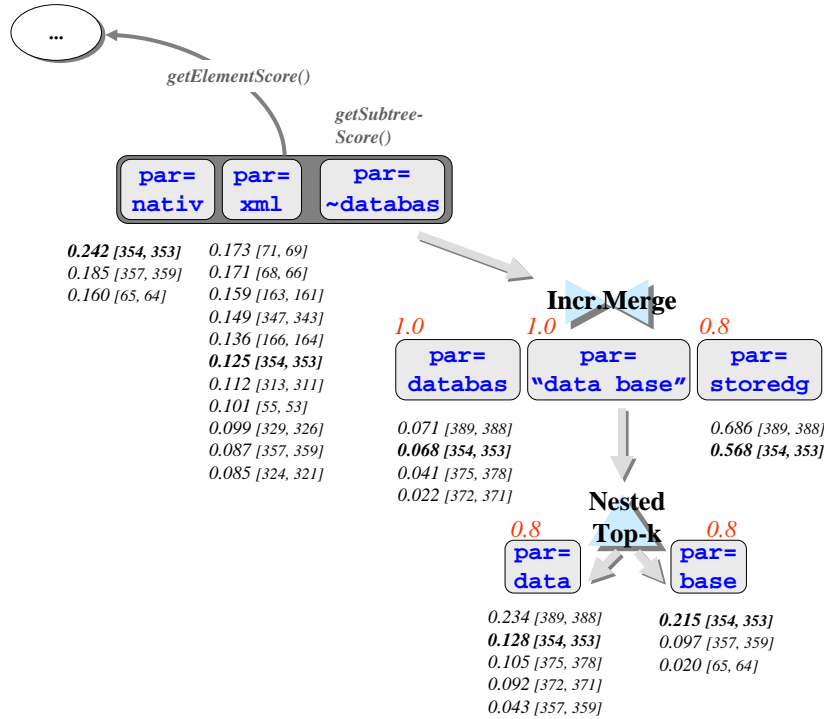 ...
getElementScore()
getSubtree-
Score()
par=
nativ
par=
xml
par=
~databas
0.242 [354, 353]
0.185 [357, 359]
0.160 [65, 64]
0.173 [71, 69]
0.171 [68, 66]
0.159 [163, 161]
0.149 [347, 343]
0.136 [166, 164]
0.125 [354, 353]
0.112 [313, 311]
0.101 [55, 53]
0.099 [329, 326]
0.087 [357, 359]
0.085 [324, 321]
Incr.Merge
1.0
par=
databas
1.0
par=
“data base”
0.8
par=
storedg
0.071 [389, 388]
0.068 [354, 353]
0.041 [375, 378]
0.022 [372, 371]
0.686 [389, 388]
0.568 [354, 353]
Nested
Top-k
0.8
par=
data
0.8
par=
base
0.234 [389, 388]
0.128 [354, 353]
0.105 [375, 378]
0.092 [372, 371]
0.043 [357, 359]
0.215 [354, 353]
0.097 [357, 359]
0.020 [65, 64]